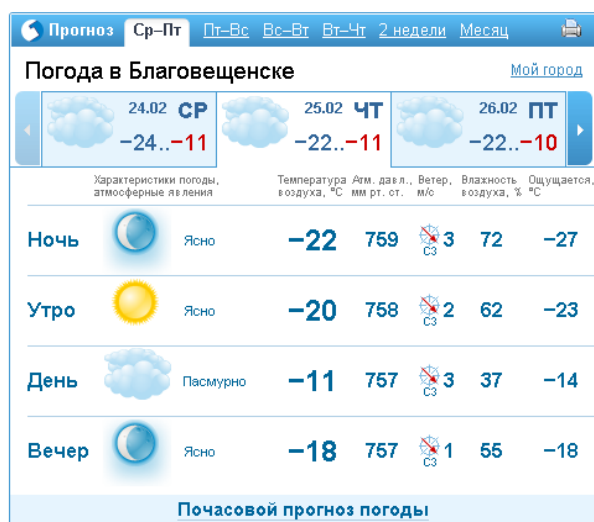 Прогноз Ср–Пт Пт–Вс Вс–Вт Вт–Чт 2 недели Месяц
Погода в Благовещенске Мой город
24.02 СР 25.02 ЧТ 26.02 ПТ
−24..−11 −22..−11 −22..−10
Характеристики погоды, Температура Атм. давл., Ветер, Влажность Ощущается,
атмосферные явления воздуха, °C мм рт. ст. м/с воздуха, % °C
Ночь Ясно −22 759 3 72 −27
СЗ
Утро Ясно −20 758 2 62 −23
СЗ
День Пасмурно −11 757 3 37 −14
СЗ
Вечер Ясно −18 757 1 55 −18
СЗ
Почасовой прогноз погоды